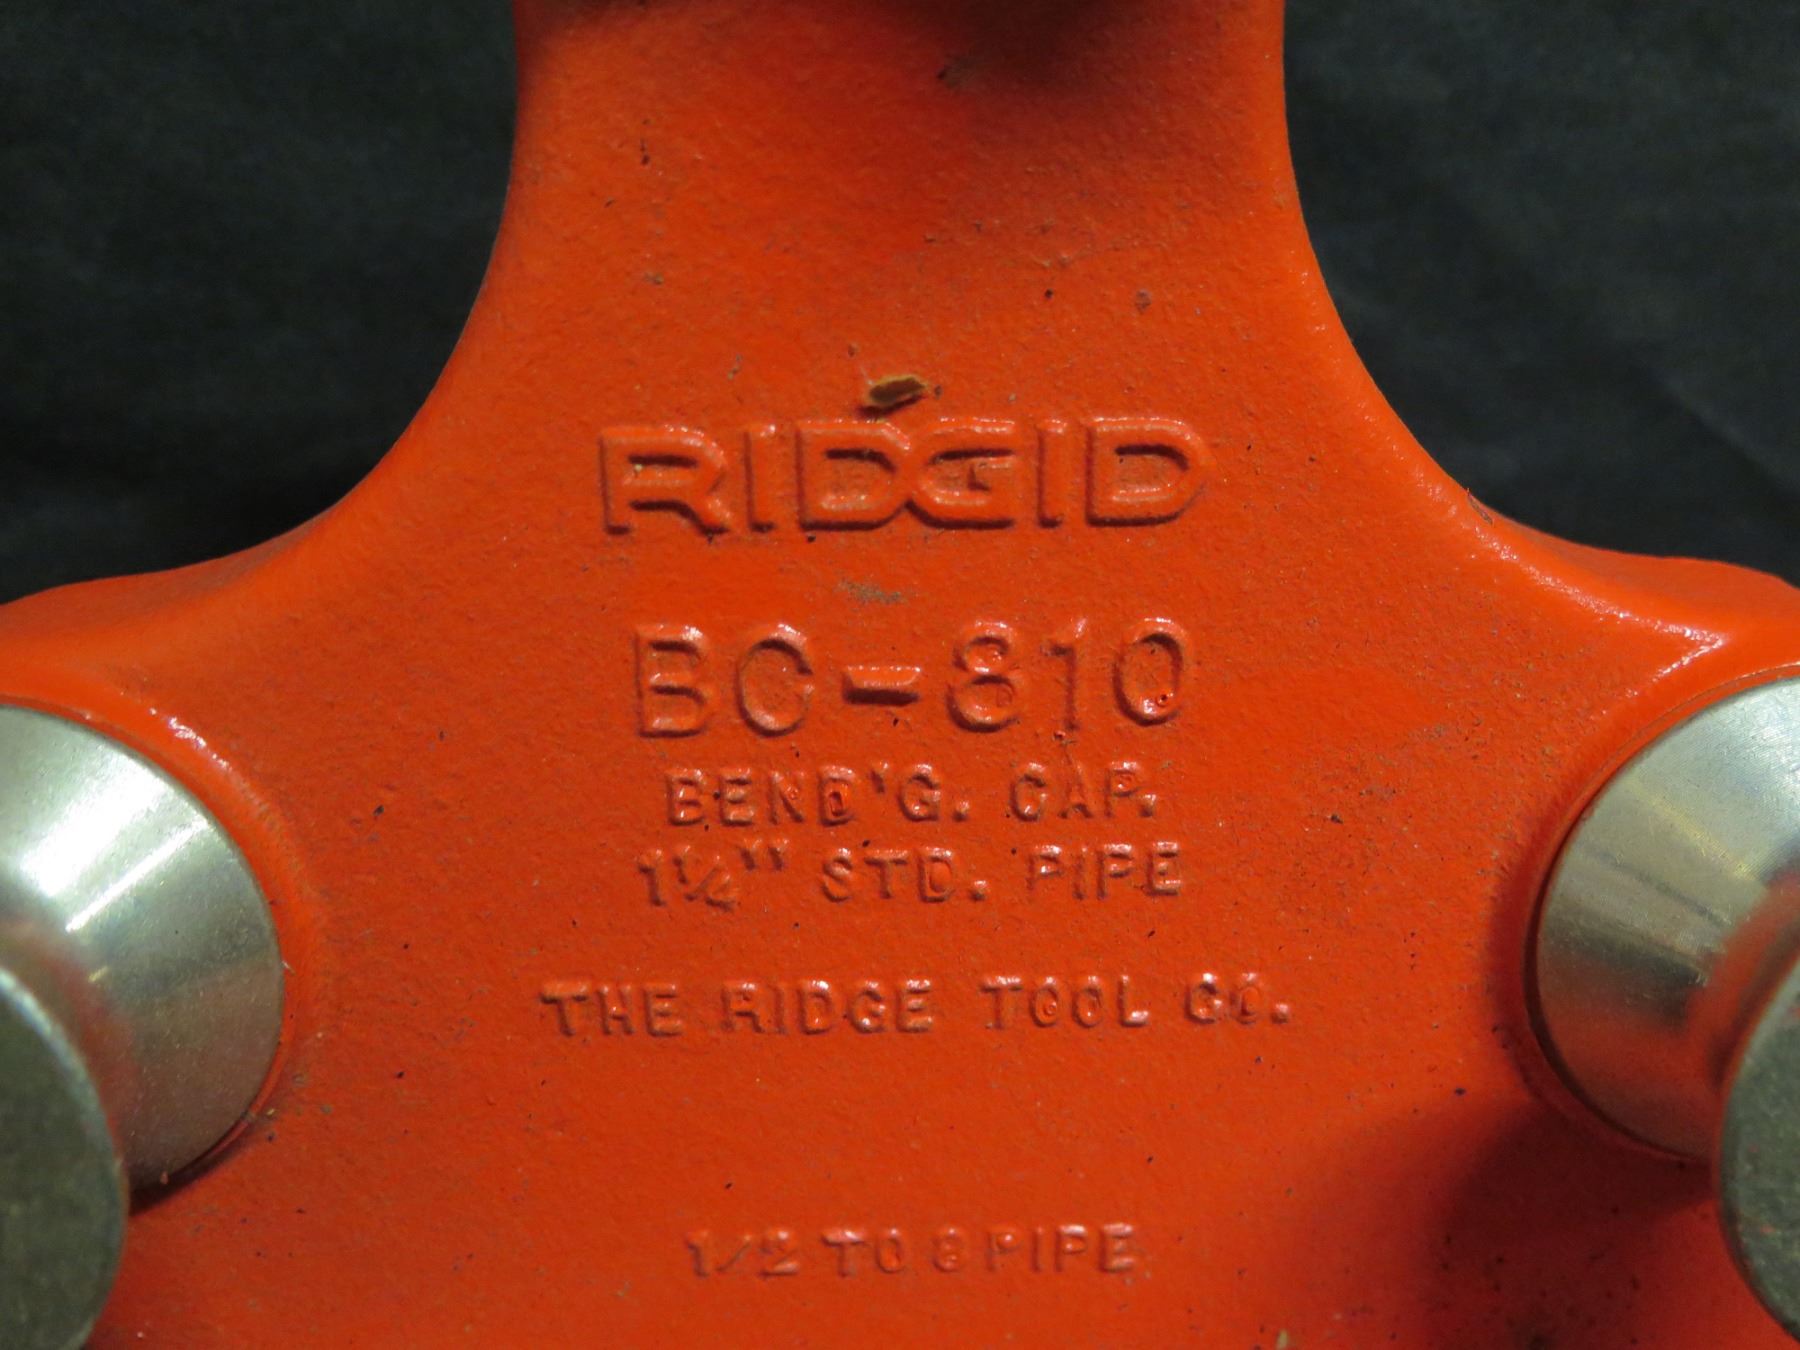 RIDGID
BC-810
BEND'G. CAP.
1¼" STD. PIPE
THE RIDGE TOOL CO.
1/2 TO 8 PIPE